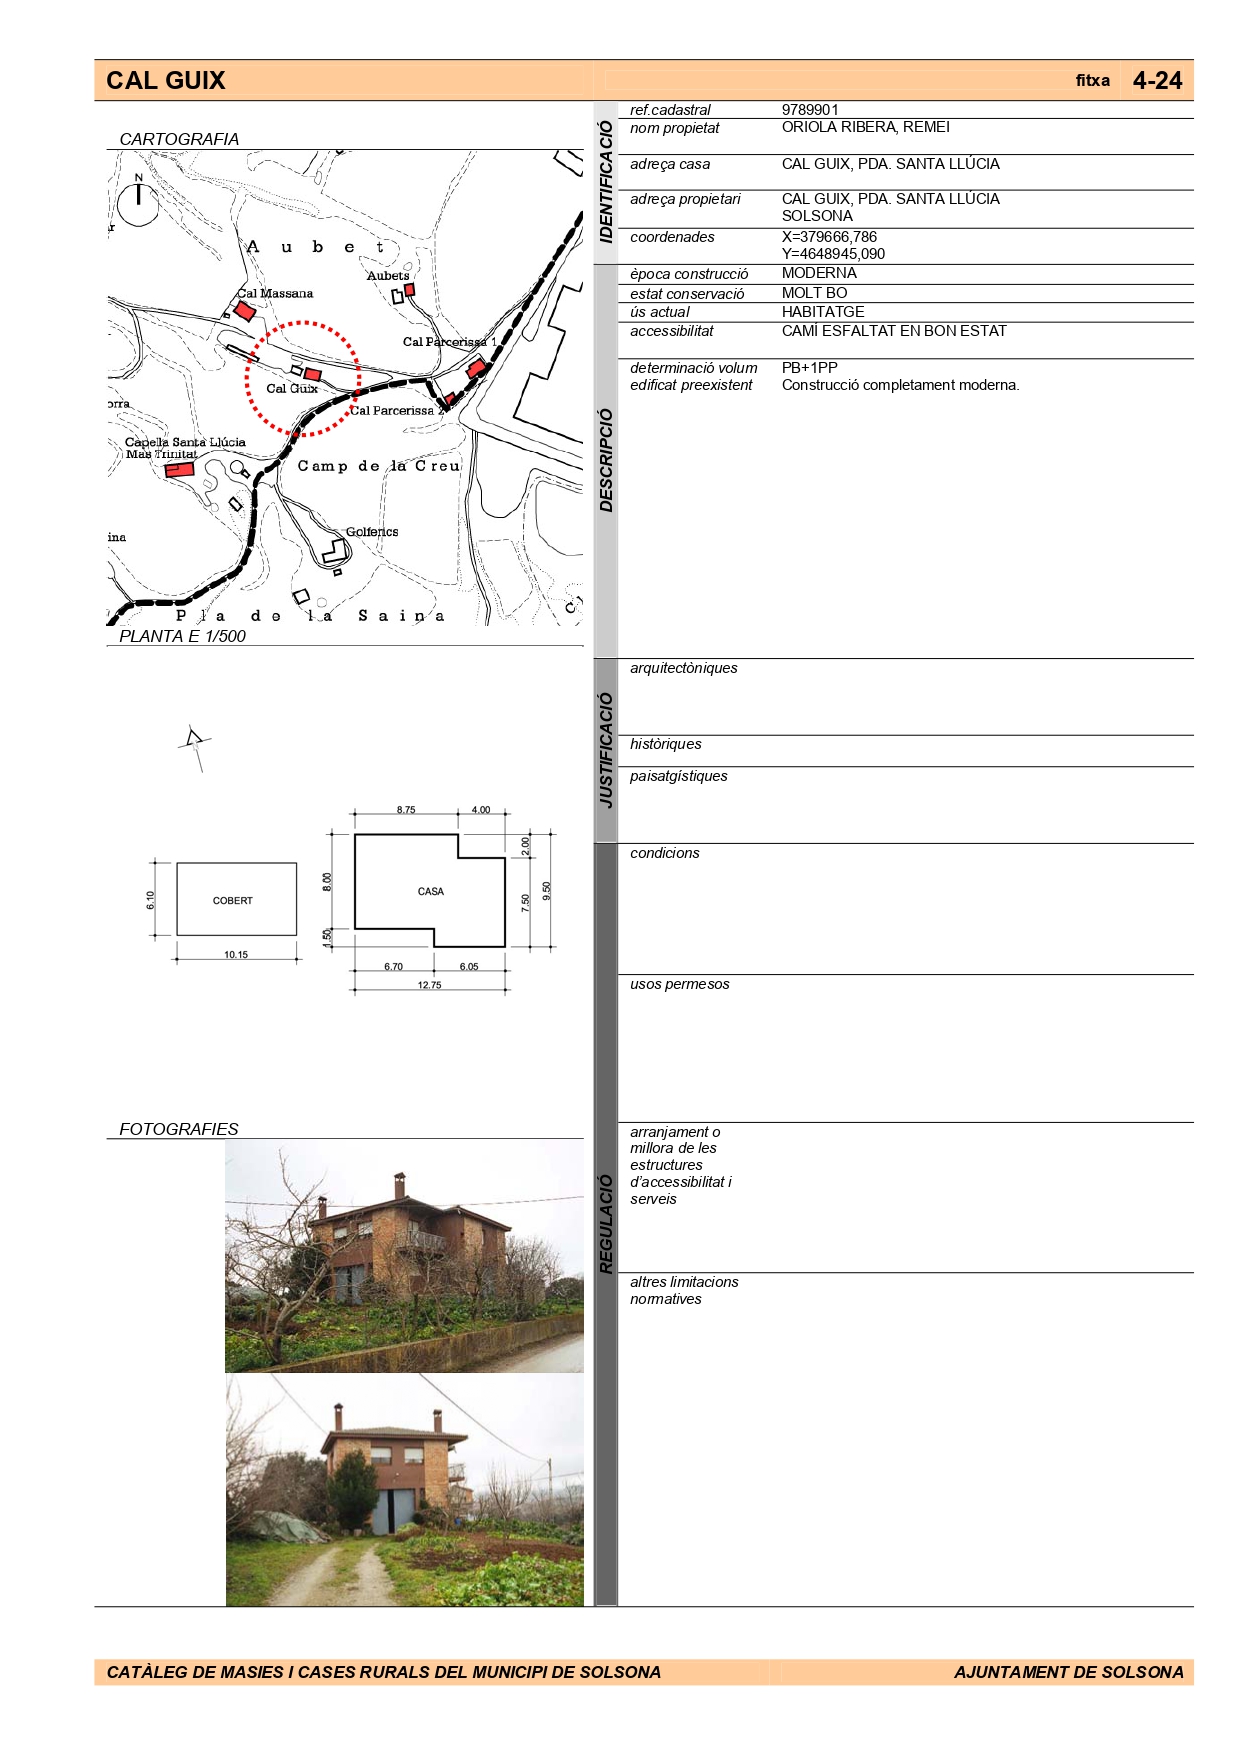 CAL GUIX
fitxa 4-24
CARTOGRAFIA
N
A u b e t
Aubets
Cal Massana
Cal Parcerissa 1
Cal Guix
Cal Parcerissa 2
orra
Capella Santa Llúcia
Mas Trinitat
Camp de la Creu
ina
Golferics
Pla de la Saina
PLANTA E 1/500
8.75
4.00
2.00
8.00
6.10
COBERT
CASA
7.50
9.50
1.50
10.15
6.70
6.05
12.75
FOTOGRAFIES
IDENTIFICACIÓ
ref.cadastral 9789901
nom propietat ORIOLA RIBERA, REMEI
adreça casa CAL GUIX, PDA. SANTA LLÚCIA
adreça propietari CAL GUIX, PDA. SANTA LLÚCIA
SOLSONA
coordenades X=379666,786
Y=4648945,090
DESCRIPCIÓ
època construcció MODERNA
estat conservació MOLT BO
ús actual HABITATGE
accessibilitat CAMÍ ESFALTAT EN BON ESTAT
determinació volum PB+1PP
edificat preexistent Construcció completament moderna.
JUSTIFICACIÓ
arquitectòniques
històriques
paisatgístiques
REGULACIÓ
condicions
usos permesos
arranjament o
millora de les
estructures
d'accessibilitat i
serveis
altres limitacions
normatives
CATÀLEG DE MASIES I CASES RURALS DEL MUNICIPI DE SOLSONA
AJUNTAMENT DE SOLSONA